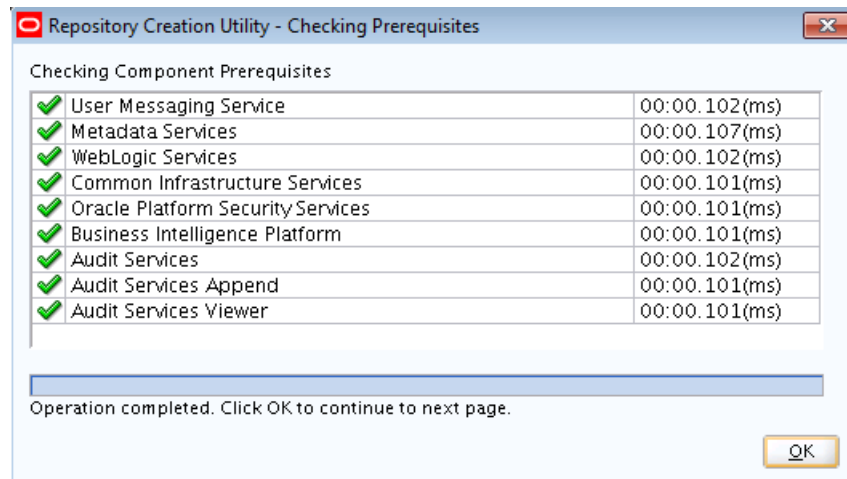 Repository Creation Utility - Checking Prerequisites
Checking Component Prerequisites
User Messaging Service 00:00.102(ms)
Metadata Services 00:00.107(ms)
WebLogic Services 00:00.102(ms)
Common Infrastructure Services 00:00.101(ms)
Oracle Platform Security Services 00:00.101(ms)
Business Intelligence Platform 00:00.101(ms)
Audit Services 00:00.102(ms)
Audit Services Append 00:00.101(ms)
Audit Services Viewer 00:00.101(ms)
Operation completed. Click OK to continue to next page.
OK